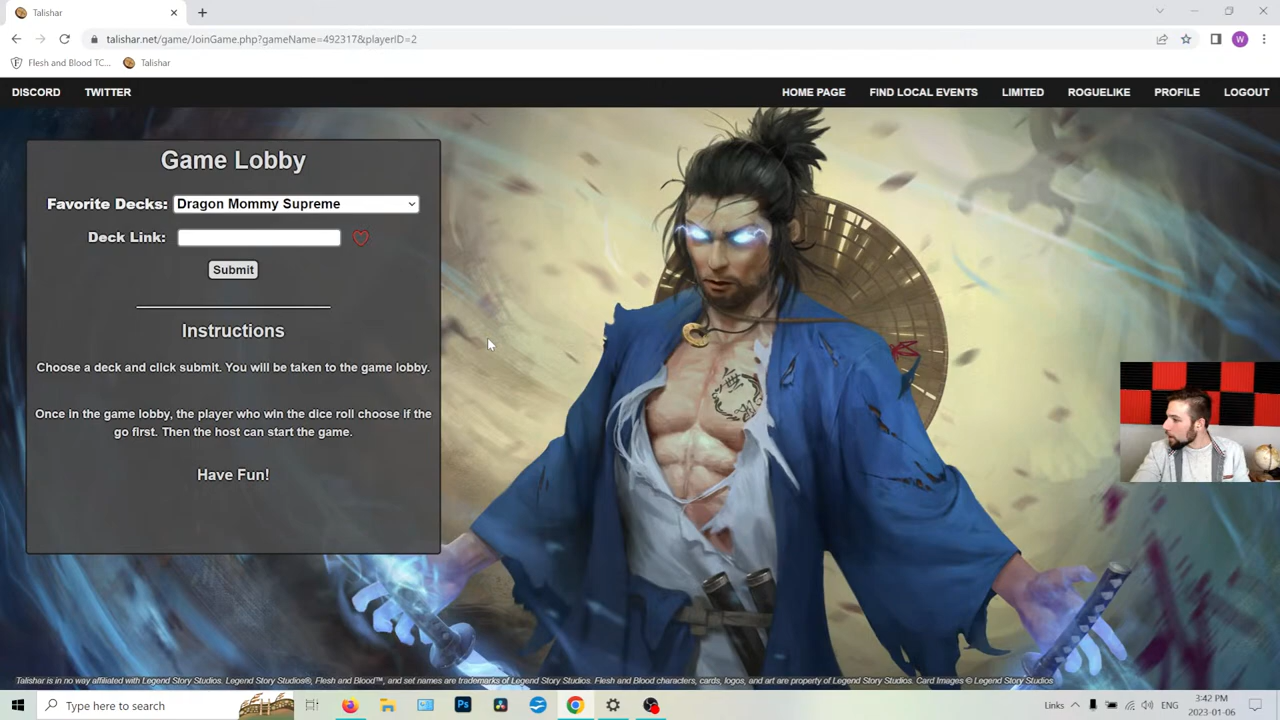 Talishar
talishar.net/game/JoinGame.php?gameName=492317&playerID=2
W
Flesh and Blood TC...
Talishar
DISCORD
TWITTER
HOME PAGE
FIND LOCAL EVENTS
LIMITED
ROGUELIKE
PROFILE
LOGOUT
Game Lobby
Favorite Decks: Dragon Mommy Supreme
Deck Link:
Submit
Instructions
Choose a deck and click submit. You will be taken to the game lobby.
Once in the game lobby, the player who win the dice roll choose if the
go first. Then the host can start the game.
Have Fun!
Talishar is in no way affiliated with Legend Story Studios. Legend Story Studios®, Flesh and Blood™, and set names are trademarks of Legend Story Studios. Flesh and Blood characters, cards, logos, and art are property of Legend Story Studios. Card Images © Legend Story Studios
Type here to search
Ps
Links
ENG
3:42 PM
2023-01-06